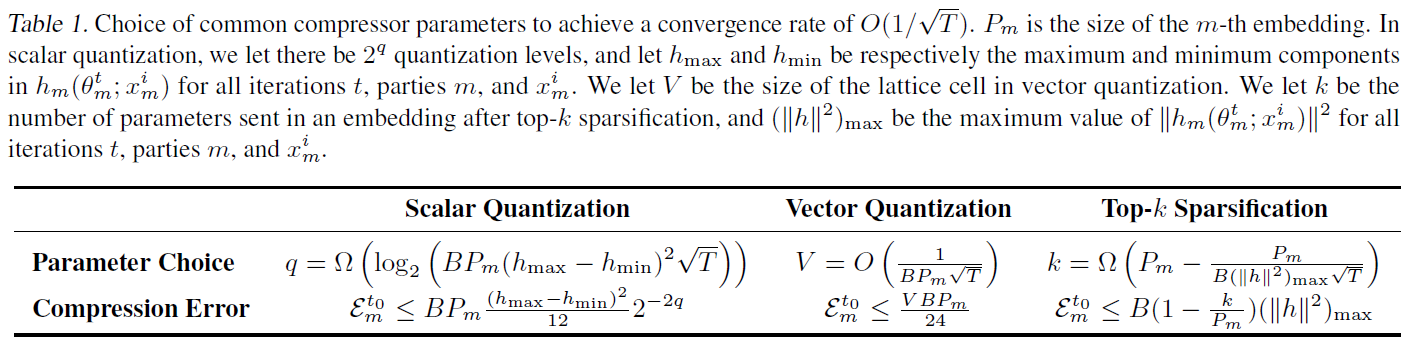 Table 1. Choice of common compressor parameters to achieve a convergence rate of $O(1/\sqrt{T})$. $P_m$ is the size of the $m$-th embedding. In
scalar quantization, we let there be $2^q$ quantization levels, and let $h_{\max}$ and $h_{\min}$ be respectively the maximum and minimum components
in $h_m(\theta_m^t; x_m^i)$ for all iterations $t$, parties $m$, and $x_m^i$. We let $V$ be the size of the lattice cell in vector quantization. We let $k$ be the
number of parameters sent in an embedding after top-$k$ sparsification, and $(\|h\|^2)_{\max}$ be the maximum value of $\|h_m(\theta_m^t; x_m^i)\|^2$ for all
iterations $t$, parties $m$, and $x_m^i$.
Scalar Quantization Vector Quantization Top-$k$ Sparsification
Parameter Choice $q = \Omega\left(\log_2\left(BP_m(h_{\max} - h_{\min})^2\sqrt{T}\right)\right)$ $V = O\left(\frac{1}{BP_m\sqrt{T}}\right)$ $k = \Omega\left(P_m - \frac{P_m}{B(\|h\|^2)_{\max}\sqrt{T}}\right)$
Compression Error $\mathcal{E}_m^{t_0} \leq BP_m\frac{(h_{\max}-h_{\min})^2}{12}2^{-2q}$ $\mathcal{E}_m^{t_0} \leq \frac{VBP_m}{24}$ $\mathcal{E}_m^{t_0} \leq B(1 - \frac{k}{P_m})(\|h\|^2)_{\max}$